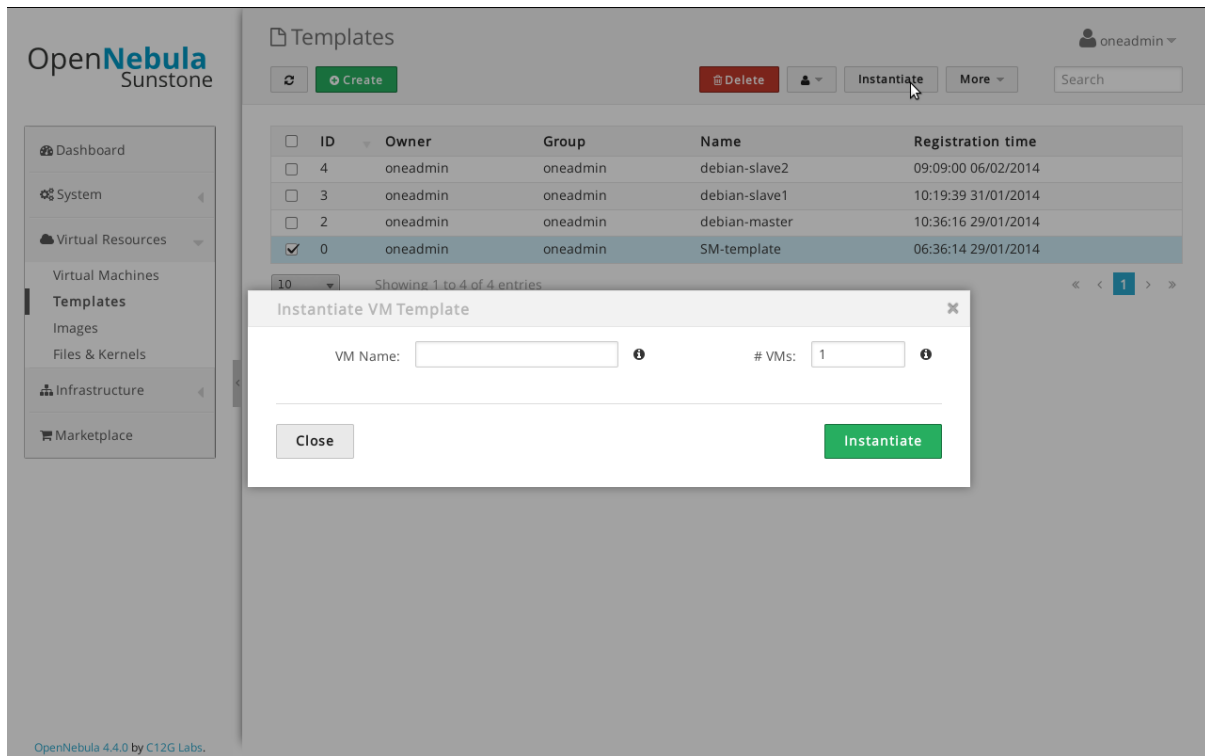 OpenNebula
Sunstone
Dashboard
System
Virtual Resources
Virtual Machines
Templates
Images
Files & Kernels
Infrastructure
Marketplace
OpenNebula 4.4.0 by C12G Labs.
Templates
oneadmin
Create
Delete
Instantiate
More
Search
ID Owner Group Name Registration time
4 oneadmin oneadmin debian-slave2 09:09:00 06/02/2014
3 oneadmin oneadmin debian-slave1 10:19:39 31/01/2014
2 oneadmin oneadmin debian-master 10:36:16 29/01/2014
0 oneadmin oneadmin SM-template 06:36:14 29/01/2014
10 Showing 1 to 4 of 4 entries « < 1 > »
Instantiate VM Template
VM Name: # VMs: 1
Close Instantiate